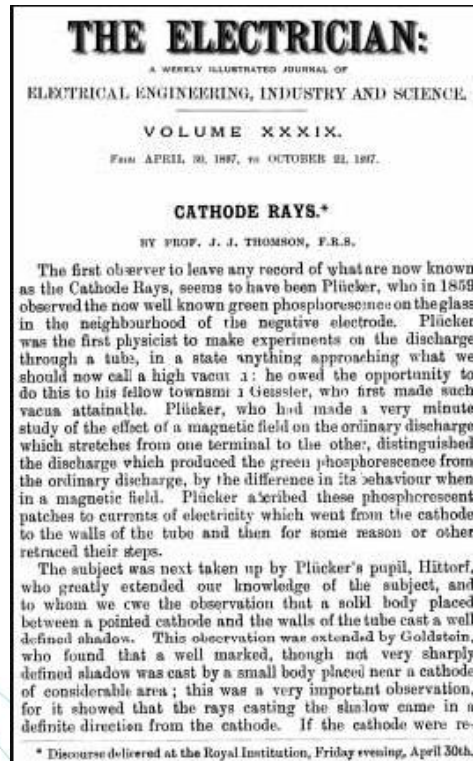 THE ELECTRICIAN:
A WEEKLY ILLUSTRATED JOURNAL OF
ELECTRICAL ENGINEERING, INDUSTRY AND SCIENCE.
VOLUME XXXIX.
FROM APRIL 30, 1897, TO OCTOBER 22, 1897.
CATHODE RAYS.*
BY PROF. J. J. THOMSON, F.R.S.
The first observer to leave any record of what are now known
as the Cathode Rays, seems to have been Plücker, who in 1859
observed the now well known green phosphorescence on the glass
in the neighbourhood of the negative electrode. Plücker
was the first physicist to make experiments on the discharge
through a tube, in a state anything approaching what we
should now call a high vacuum: he owed the opportunity to
do this to his fellow townsman Geissler, who first made such
vacua attainable. Plücker, who had made a very minute
study of the effect of a magnetic field on the ordinary discharge
which stretches from one terminal to the other, distinguished
the discharge which produced the green phosphorescence from
the ordinary discharge, by the difference in its behaviour when
in a magnetic field. Plücker ascribed these phosphorescent
patches to currents of electricity which went from the cathode
to the walls of the tube and then for some reason or other
retraced their steps.
The subject was next taken up by Plücker's pupil, Hittorf,
who greatly extended our knowledge of the subject, and
to whom we owe the observation that a solid body placed
between a pointed cathode and the walls of the tube cast a well
defined shadow. This observation was extended by Goldstein,
who found that a well marked, though not very sharply
defined shadow was cast by a small body placed near a cathode
of considerable area; this was a very important observation,
for it showed that the rays casting the shadow came in a
definite direction from the cathode. If the cathode were re-
* Discourse delivered at the Royal Institution, Friday evening, April 30th.